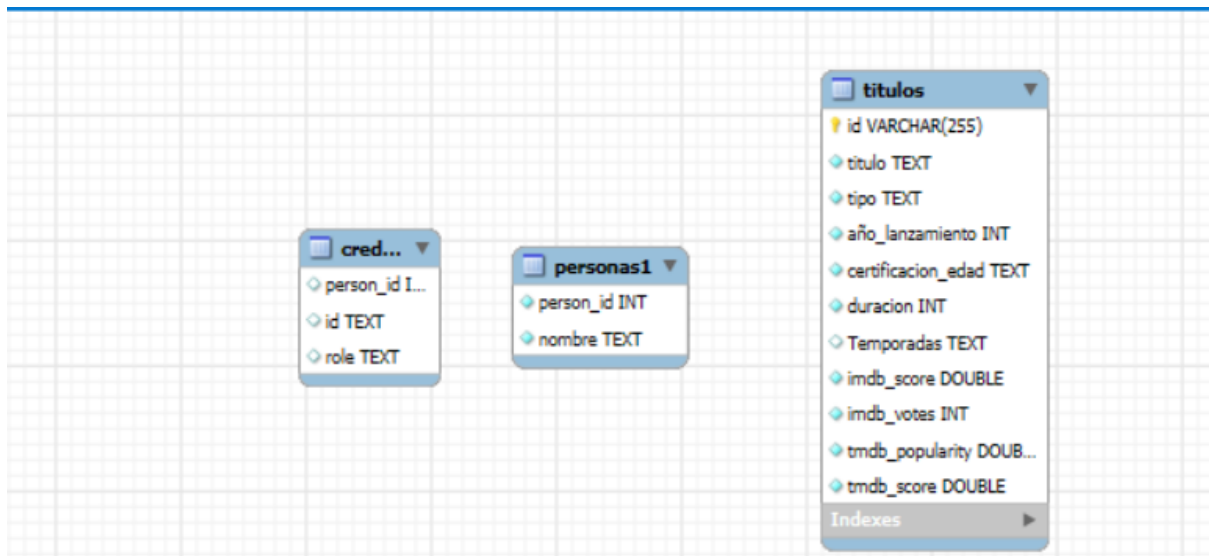 cred...
person_id I...
id TEXT
role TEXT
personas1
person_id INT
nombre TEXT
titulos
id VARCHAR(255)
titulo TEXT
tipo TEXT
año_lanzamiento INT
certificacion_edad TEXT
duracion INT
Temporadas TEXT
imdb_score DOUBLE
imdb_votes INT
tmdb_popularity DOUB...
tmdb_score DOUBLE
Indexes